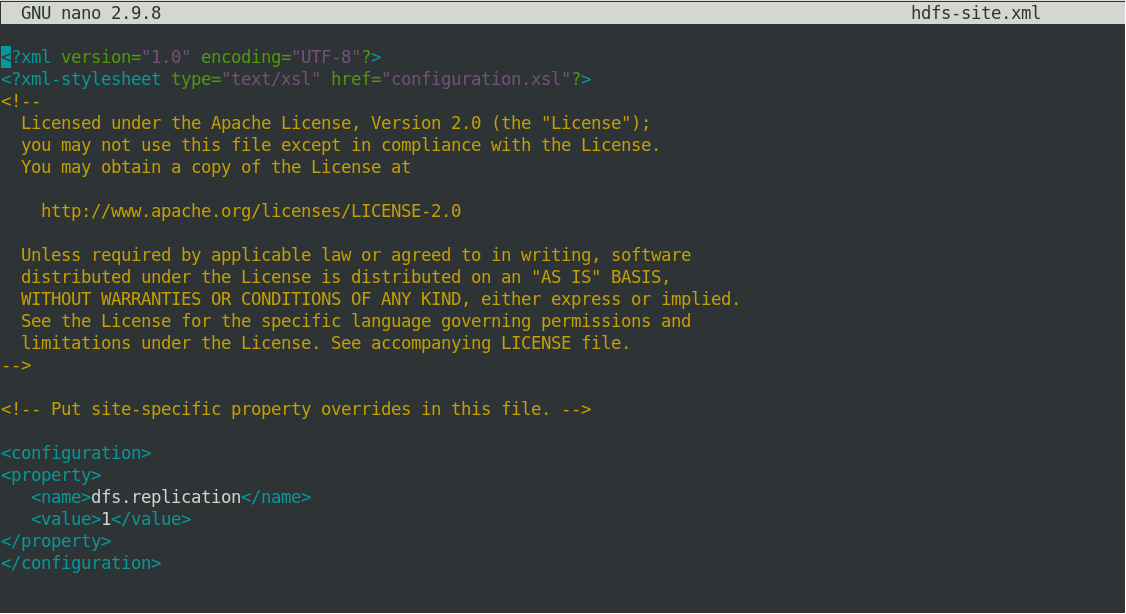 GNU nano 2.9.8 hdfs-site.xml
<?xml version="1.0" encoding="UTF-8"?>
<?xml-stylesheet type="text/xsl" href="configuration.xsl"?>
<!--
  Licensed under the Apache License, Version 2.0 (the "License");
  you may not use this file except in compliance with the License.
  You may obtain a copy of the License at

    http://www.apache.org/licenses/LICENSE-2.0

  Unless required by applicable law or agreed to in writing, software
  distributed under the License is distributed on an "AS IS" BASIS,
  WITHOUT WARRANTIES OR CONDITIONS OF ANY KIND, either express or implied.
  See the License for the specific language governing permissions and
  limitations under the License. See accompanying LICENSE file.
-->

<!-- Put site-specific property overrides in this file. -->

<configuration>
<property>
   <name>dfs.replication</name>
   <value>1</value>
</property>
</configuration>